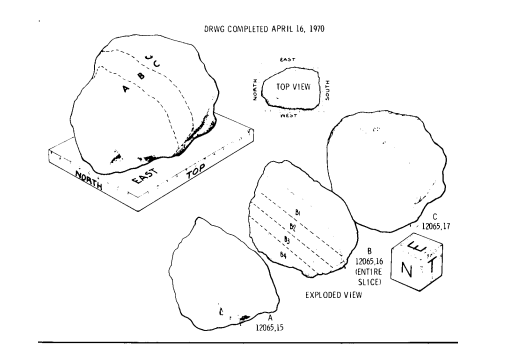 DRWG COMPLETED APRIL 16, 1970
C
B
A
EAST
NORTH
TOP VIEW
SOUTH
WEST
NORTH
EAST
TOP
B1
B2
B3
B4
C
12065,17
B
12065,16
(ENTIRE
SLICE)
E
N
T
EXPLODED VIEW
A
12065,15